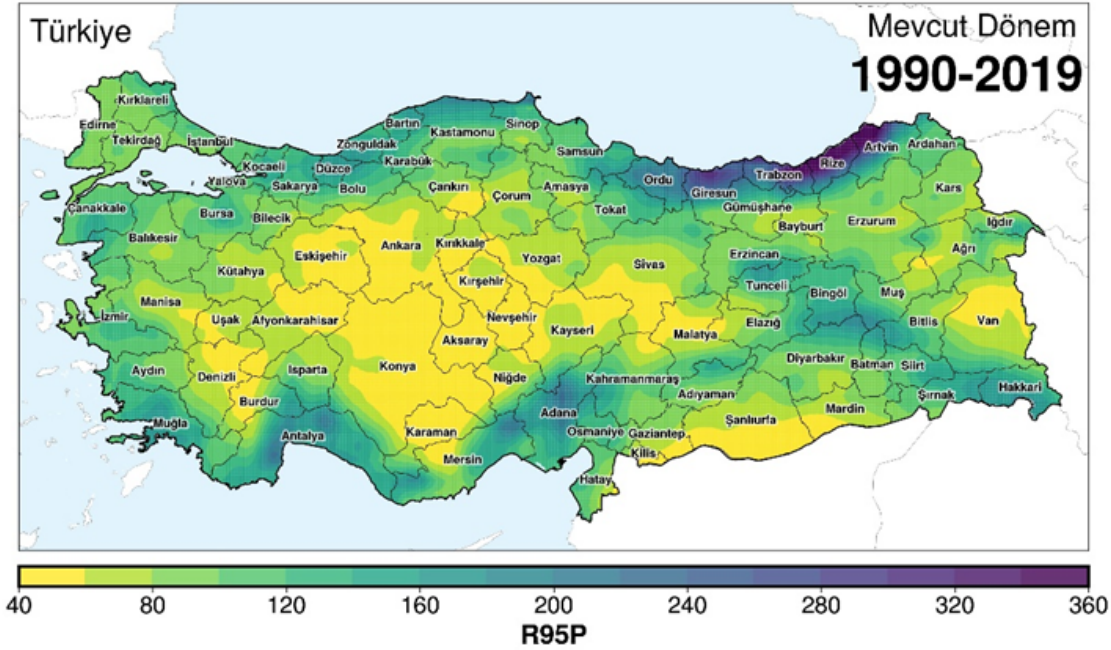 Türkiye
Mevcut Dönem
1990-2019
Kırklareli
Edirne
Tekirdağ
İstanbul
Kocaeli
Yalova
Sakarya
Düzce
Zonguldak
Bartın
Karabük
Bolu
Kastamonu
Sinop
Samsun
Çankırı
Çorum
Amasya
Tokat
Ordu
Giresun
Trabzon
Rize
Artvin
Ardahan
Gümüşhane
Bayburt
Erzurum
Kars
Iğdır
Ağrı
Çanakkale
Balıkesir
Bursa
Bilecik
Eskişehir
Ankara
Kırıkkale
Yozgat
Sivas
Erzincan
Tunceli
Bingöl
Muş
Kütahya
Kırşehir
Manisa
İzmir
Uşak
Afyonkarahisar
Nevşehir
Aksaray
Kayseri
Malatya
Elazığ
Bitlis
Van
Aydın
Denizli
Isparta
Konya
Niğde
Kahramanmaraş
Diyarbakır
Batman
Siirt
Adıyaman
Şırnak
Hakkari
Burdur
Muğla
Antalya
Karaman
Mersin
Adana
Osmaniye
Gaziantep
Şanlıurfa
Mardin
Kilis
Hatay
40 80 120 160 200 240 280 320 360
R95P